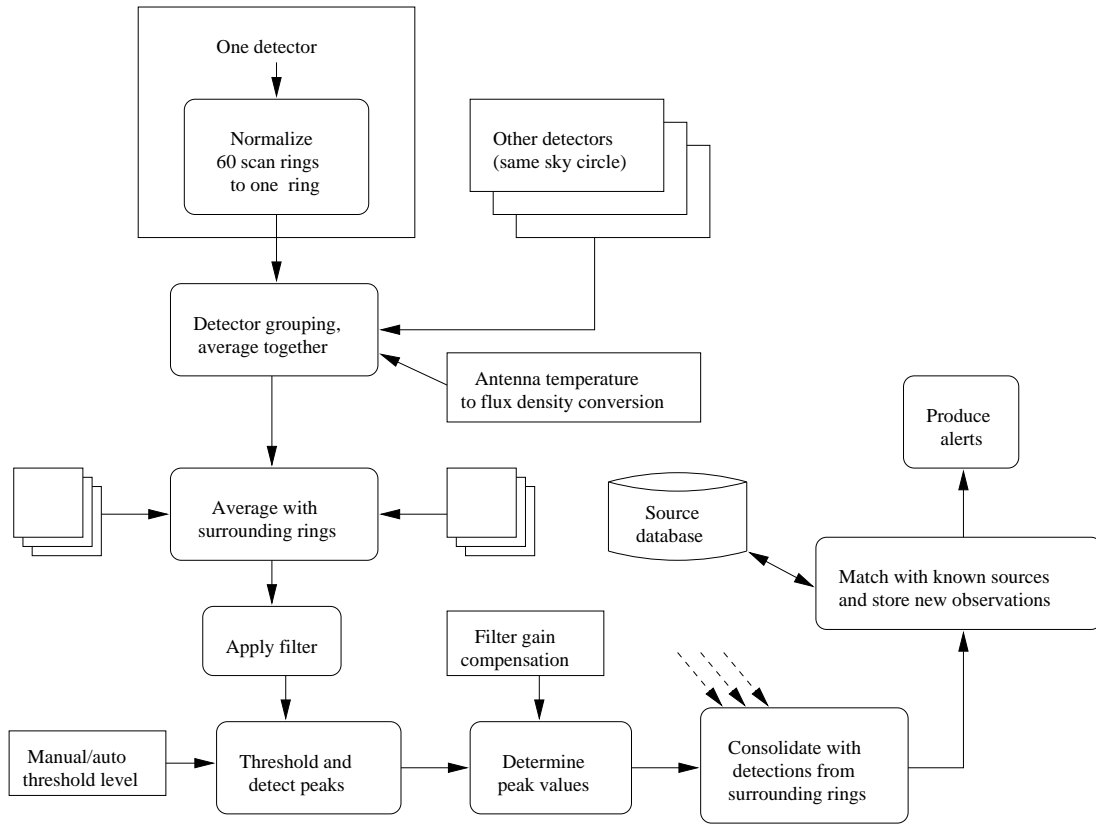 One detector
Normalize
60 scan rings
to one ring
Other detectors
(same sky circle)
Detector grouping,
average together
Antenna temperature
to flux density conversion
Produce
alerts
Average with
surrounding rings
Source
database
Match with known sources
and store new observations
Apply filter
Filter gain
compensation
Manual/auto
threshold level
Threshold and
detect peaks
Determine
peak values
Consolidate with
detections from
surrounding rings